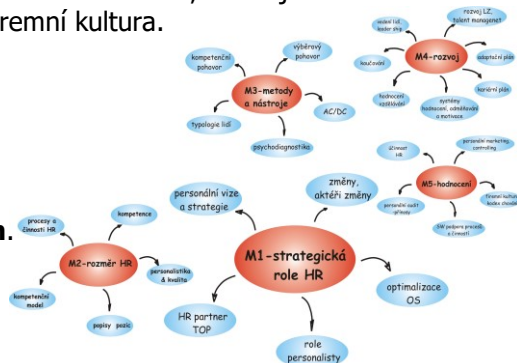 remní kultura.
kompetenční
pohovor
výběrový
pohovor
M3-metody
a nástroje
typologie lidí
AC/DC
psychodiagnostika
rozvoj LZ,
talent managenet
M4-rozvoj
koučování
adaptační plán
kariérní plán
hodnocení
vzdělávání
systémy
hodnocení, odměňování
a motivace
účinnost
HR
personální marketing
controlling
M5-hodnocení
personální audit
SW podpora procesů
a činností
personální vize
a strategie
změny,
aktéři změny
M1-strategická
role HR
HR partner
TOP
role
personalisty
optimalizace
OS
procesy a
činnosti HR
kompetence
M2-rozměr HR
personalistika
& kvalita
kompetenční
model
popisy pozic